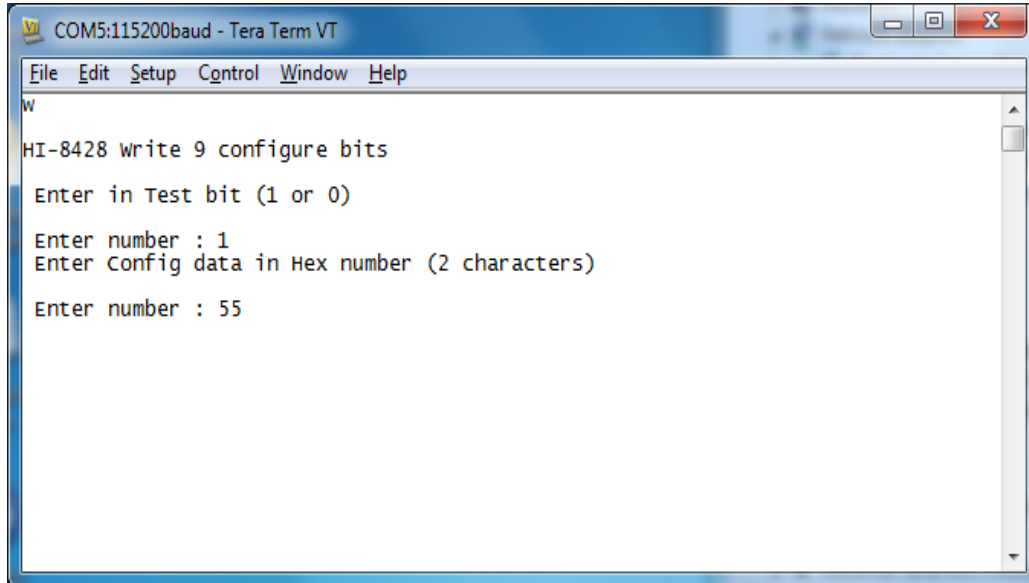 COM5:115200baud - Tera Term VT
File Edit Setup Control Window Help
W
HI-8428 Write 9 configure bits
Enter in Test bit (1 or 0)
Enter number : 1
Enter Config data in Hex number (2 characters)
Enter number : 55